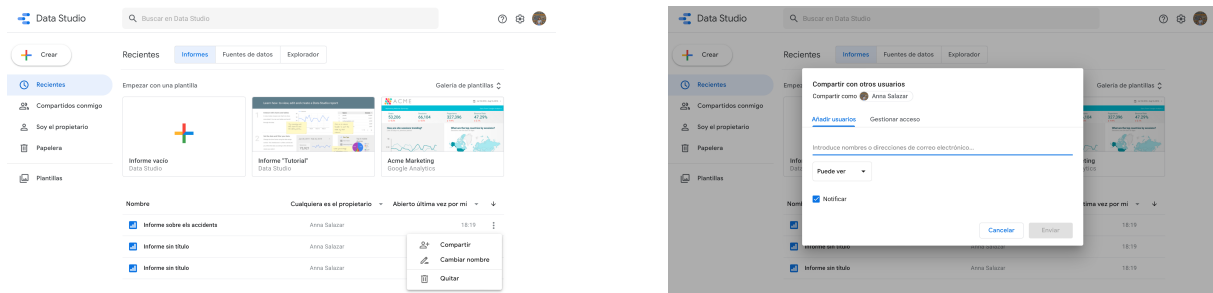 Data Studio
Buscar en Data Studio
Crear
Recientes
Informes
Fuentes de datos
Explorador
Recientes
Compartidos conmigo
Soy el propietario
Papelera
Plantillas
Empezar con una plantilla
Galería de plantillas
Informe vacío
Data Studio
Informe "Tutorial"
Data Studio
ACME
Acme Marketing
Google Analytics
Nombre
Cualquiera es el propietario
Abierto última vez por mí
Informe sobre els accidents
Anna Salazar
18:19
Informe sin título
Anna Salazar
Informe sin título
Anna Salazar
Compartir
Cambiar nombre
Quitar
Data Studio
Buscar en Data Studio
Crear
Recientes
Informes
Fuentes de datos
Explorador
Recientes
Compartidos conmigo
Soy el propietario
Papelera
Plantillas
Galería de plantillas
Compartir con otros usuarios
Compartir como Anna Salazar
Añadir usuarios
Gestionar acceso
Introduce nombres o direcciones de correo electrónico...
Puede ver
Notificar
Cancelar
Enviar
18:19
Informe sin título
Anna Salazar
18:19
Informe sin título
Anna Salazar
18:19